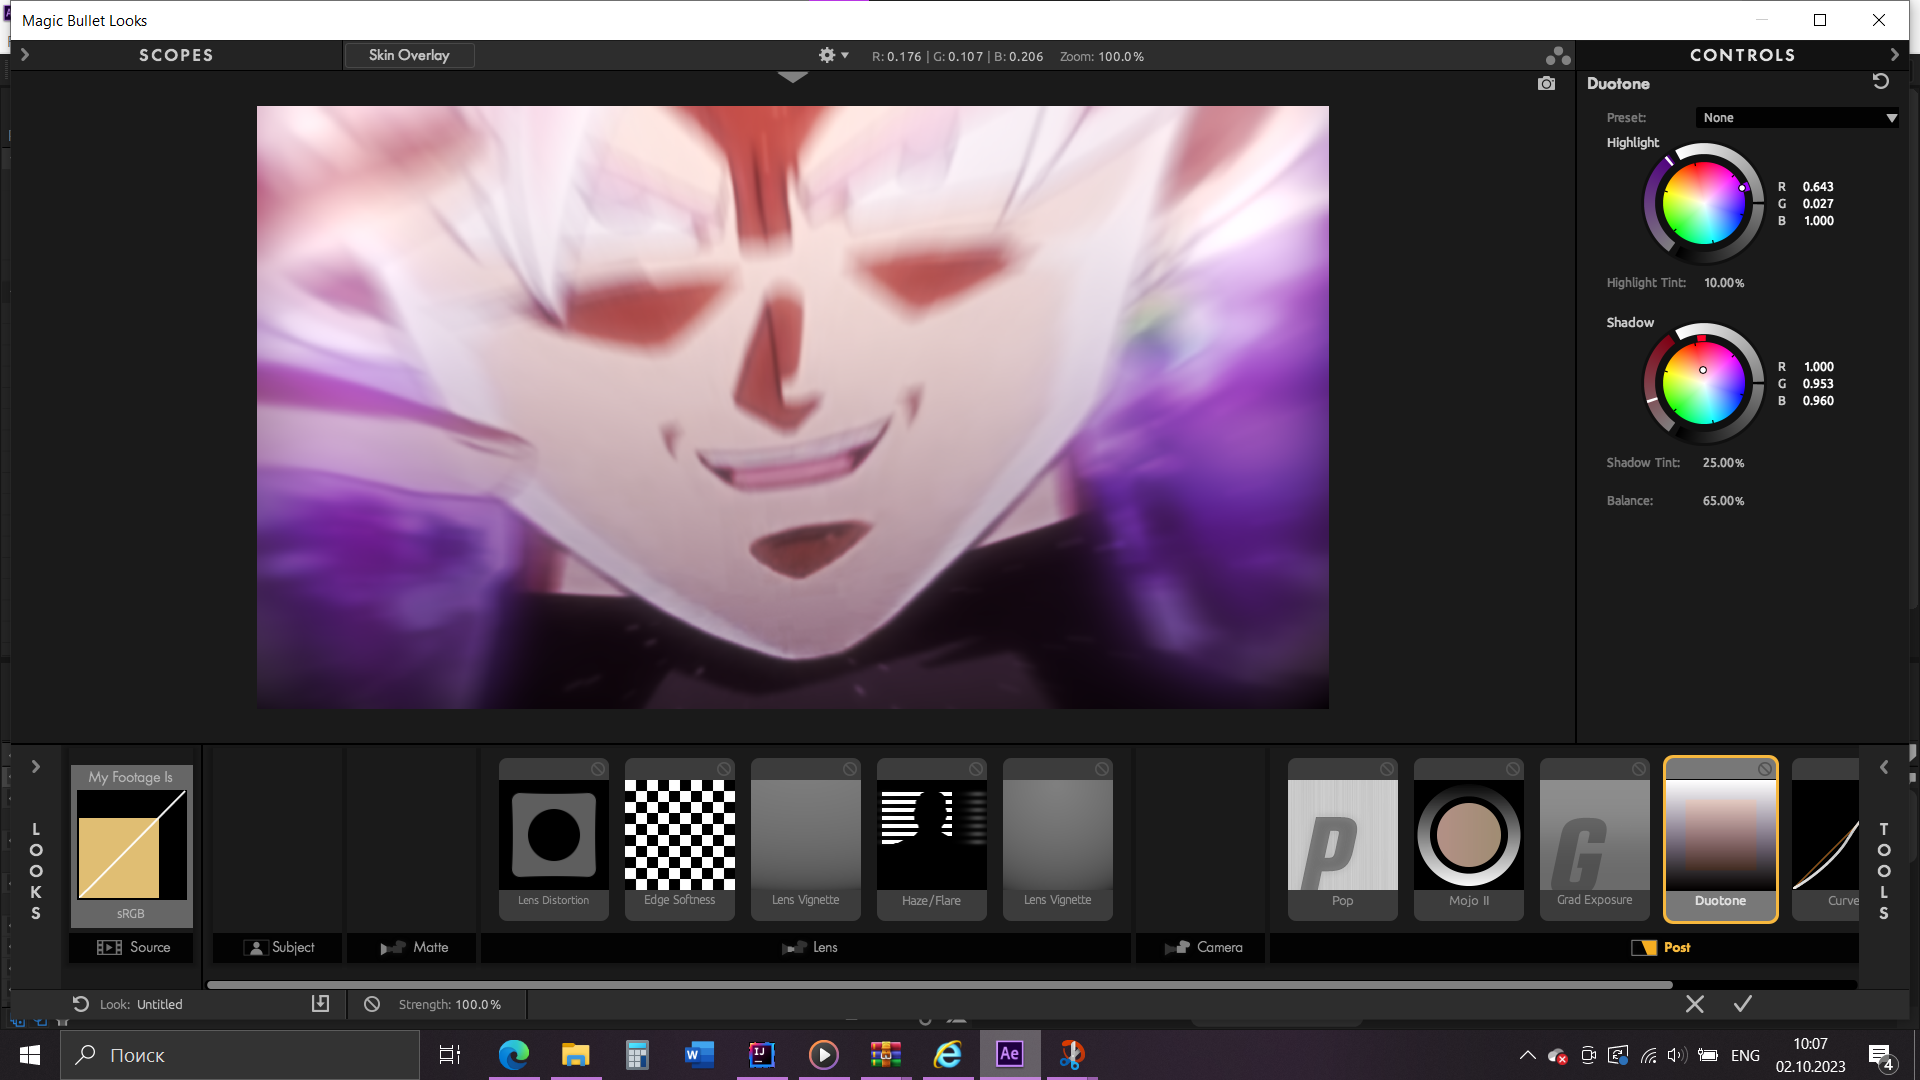 Magic Bullet Looks
SCOPES
Skin Overlay
R: 0.176 | G: 0.107 | B: 0.206 Zoom: 100.0%
CONTROLS
Duotone
Preset: None
Highlight
R 0.643
G 0.027
B 1.000
Highlight Tint: 10.00%
Shadow
R 1.000
G 0.953
B 0.960
Shadow Tint: 25.00%
Balance: 65.00%
LOOKS
My Footage Is
sRGB
Lens Distortion
Edge Softness
Lens Vignette
Haze/Flare
Lens Vignette
P
Pop
Mojo II
G
Grad Exposure
Duotone
Curve
TOOLS
Source
Subject
Matte
Lens
Camera
Post
Look: Untitled
Strength: 100.0%
Поиск
W
IJ
Ae
ENG
10:07
02.10.2023
4